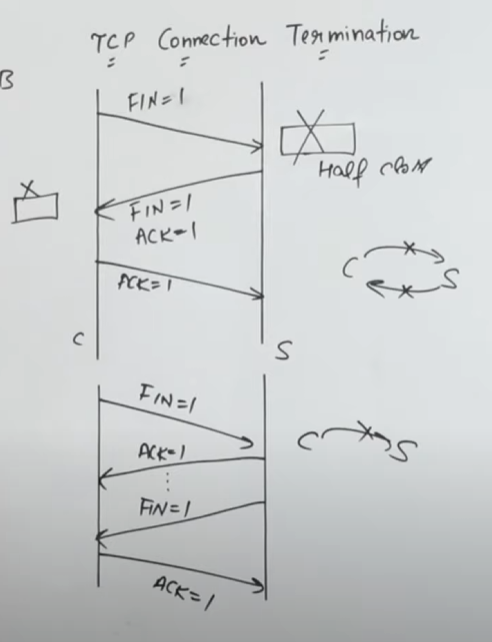 TCP Connection Termination
B
FIN=1
Half close
FIN=1
ACK=1
ACK=1
C S
C S
FIN=1
C S
ACK=1
FIN=1
ACK=1